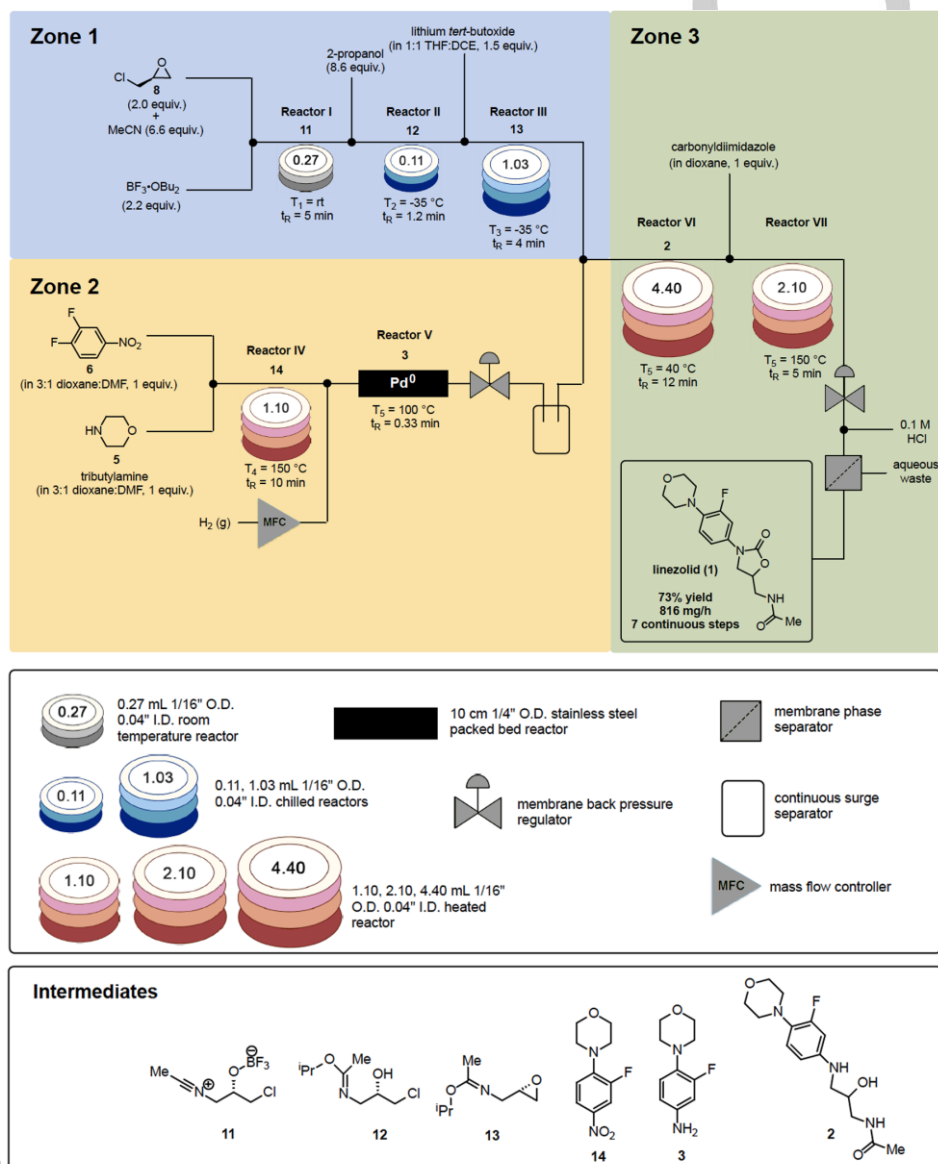 Zone 1
8
(2.0 equiv.)
+
MeCN (6.6 equiv.)
BF₃•OBu₂
(2.2 equiv.)
Cl
O
Reactor I
11
0.27
T₁ = rt
tR = 5 min
2-propanol
(8.6 equiv.)
Reactor II
12
0.11
T₂ = -35 °C
tR = 1.2 min
lithium tert-butoxide
(in 1:1 THF:DCE, 1.5 equiv.)
Reactor III
13
1.03
T₃ = -35 °C
tR = 4 min
Zone 2
F
F
NO₂
6
(in 3:1 dioxane:DMF, 1 equiv.)
HN
O
5
tributylamine
(in 3:1 dioxane:DMF, 1 equiv.)
Reactor IV
14
1.10
T₄ = 150 °C
tR = 10 min
H₂ (g)
MFC
Reactor V
3
Pd⁰
T₅ = 100 °C
tR = 0.33 min
Zone 3
carbonyldiimidazole
(in dioxane, 1 equiv.)
Reactor VI
2
4.40
T₅ = 40 °C
tR = 12 min
Reactor VII
2.10
T₅ = 150 °C
tR = 5 min
0.1 M
HCl
aqueous
waste
O
N
F
N
O
O
NH
O
Me
linezolid (1)
73% yield
816 mg/h
7 continuous steps
0.27
0.27 mL 1/16" O.D.
0.04" I.D. room
temperature reactor
10 cm 1/4" O.D. stainless steel
packed bed reactor
membrane phase
separator
0.11
1.03
0.11, 1.03 mL 1/16" O.D.
0.04" I.D. chilled reactors
membrane back pressure
regulator
continuous surge
separator
1.10
2.10
4.40
1.10, 2.10, 4.40 mL 1/16"
O.D. 0.04" I.D. heated
reactor
MFC
mass flow controller
Intermediates
Me
N
⊕
O
⊖
BF₃
Cl
11
ⁱPr
O
Me
N
OH
Cl
12
Me
O
ⁱPr
N
O
13
O
N
F
NO₂
14
O
N
F
NH₂
3
O
N
F
NH
OH
NH
O
Me
2